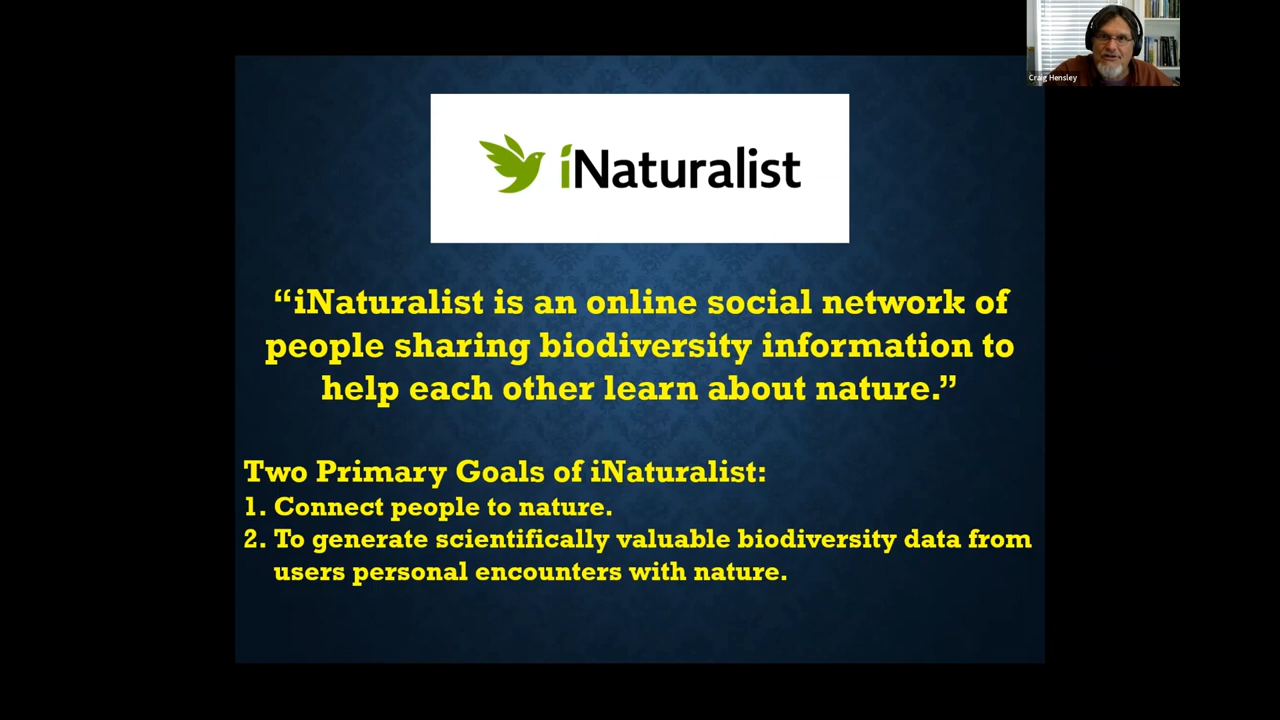 Craig Hensley
iNaturalist
“iNaturalist is an online social network of
people sharing biodiversity information to
help each other learn about nature.”
Two Primary Goals of iNaturalist:
1. Connect people to nature.
2. To generate scientifically valuable biodiversity data from
users personal encounters with nature.